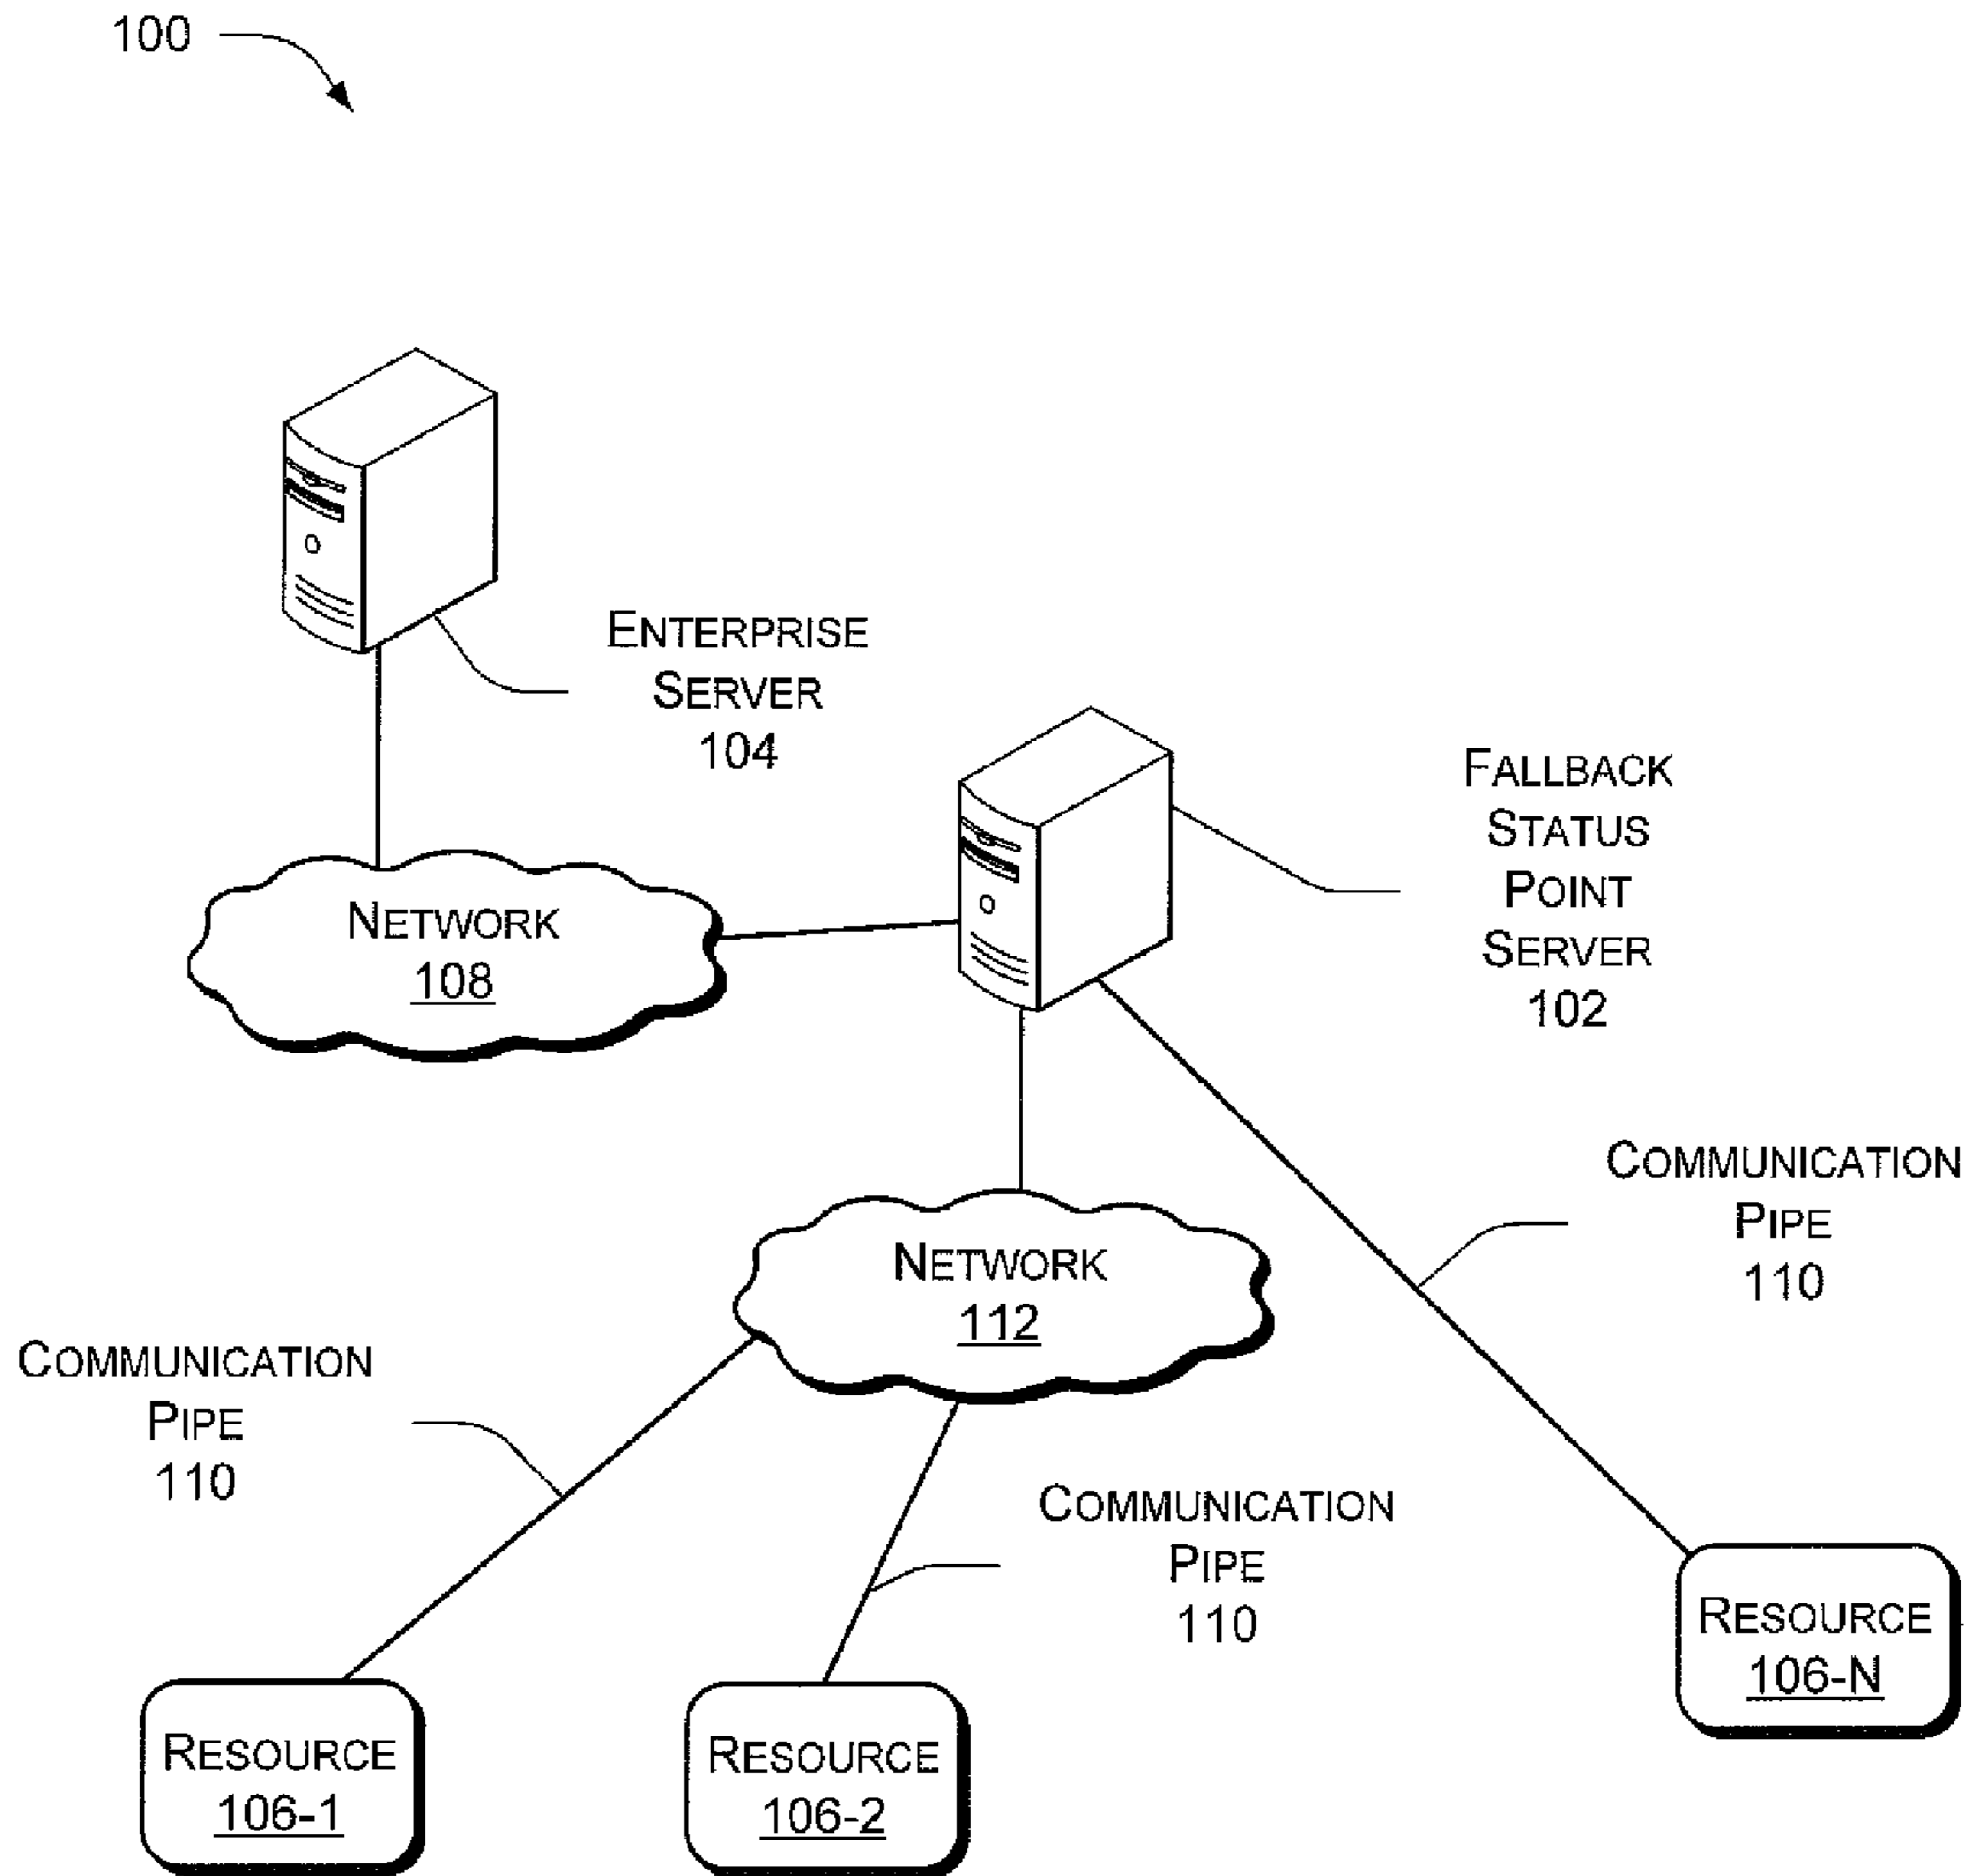 100
ENTERPRISE
SERVER
104
FALLBACK
STATUS
POINT
SERVER
102
NETWORK
108
COMMUNICATION
PIPE
110
NETWORK
112
COMMUNICATION
PIPE
110
COMMUNICATION
PIPE
110
RESOURCE
106-N
RESOURCE
106-1
RESOURCE
106-2